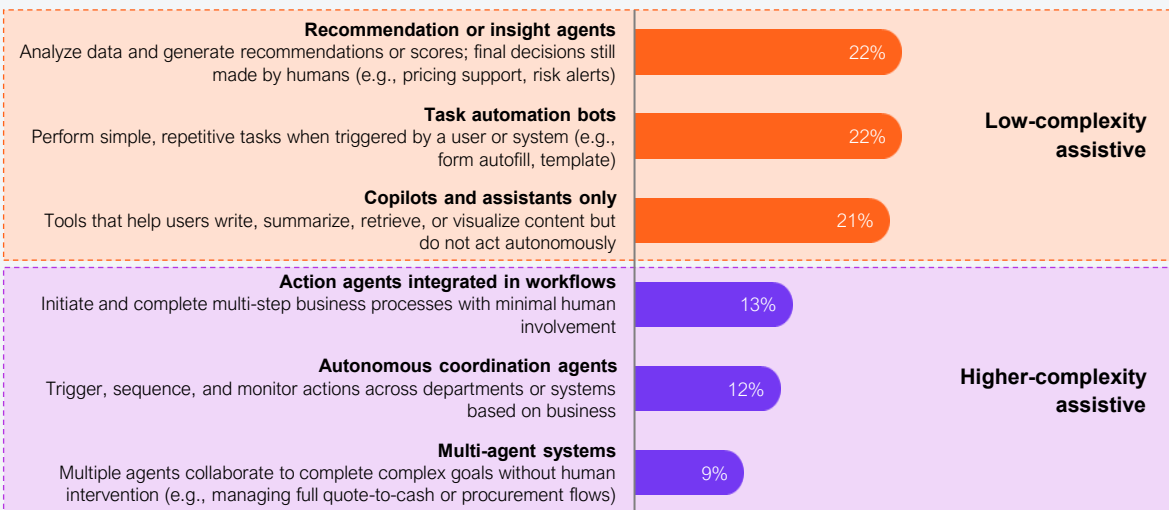 Recommendation or insight agents
Analyze data and generate recommendations or scores; final decisions still
made by humans (e.g., pricing support, risk alerts)
22%
Task automation bots
Perform simple, repetitive tasks when triggered by a user or system (e.g.,
form autofill, template)
22%
Low-complexity
assistive
Copilots and assistants only
Tools that help users write, summarize, retrieve, or visualize content but
do not act autonomously
21%
Action agents integrated in workflows
Initiate and complete multi-step business processes with minimal human
involvement
13%
Autonomous coordination agents
Trigger, sequence, and monitor actions across departments or systems
based on business
12%
Higher-complexity
assistive
Multi-agent systems
Multiple agents collaborate to complete complex goals without human
intervention (e.g., managing full quote-to-cash or procurement flows)
9%